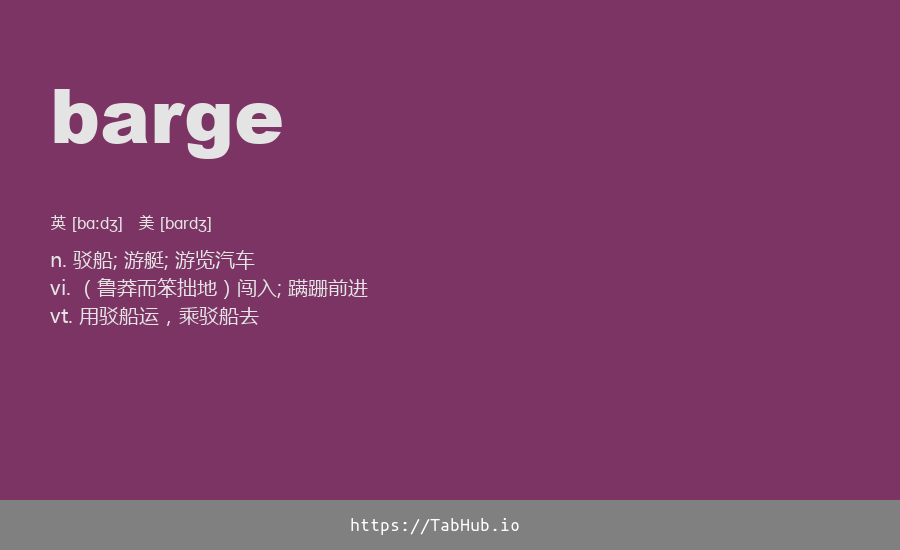 barge
英 [bɑːdʒ] 美 [bɑrdʒ]
n. 驳船; 游艇; 游览汽车
vi. （鲁莽而笨拙地）闯入; 蹒跚前进
vt. 用驳船运，乘驳船去
https://TabHub.io